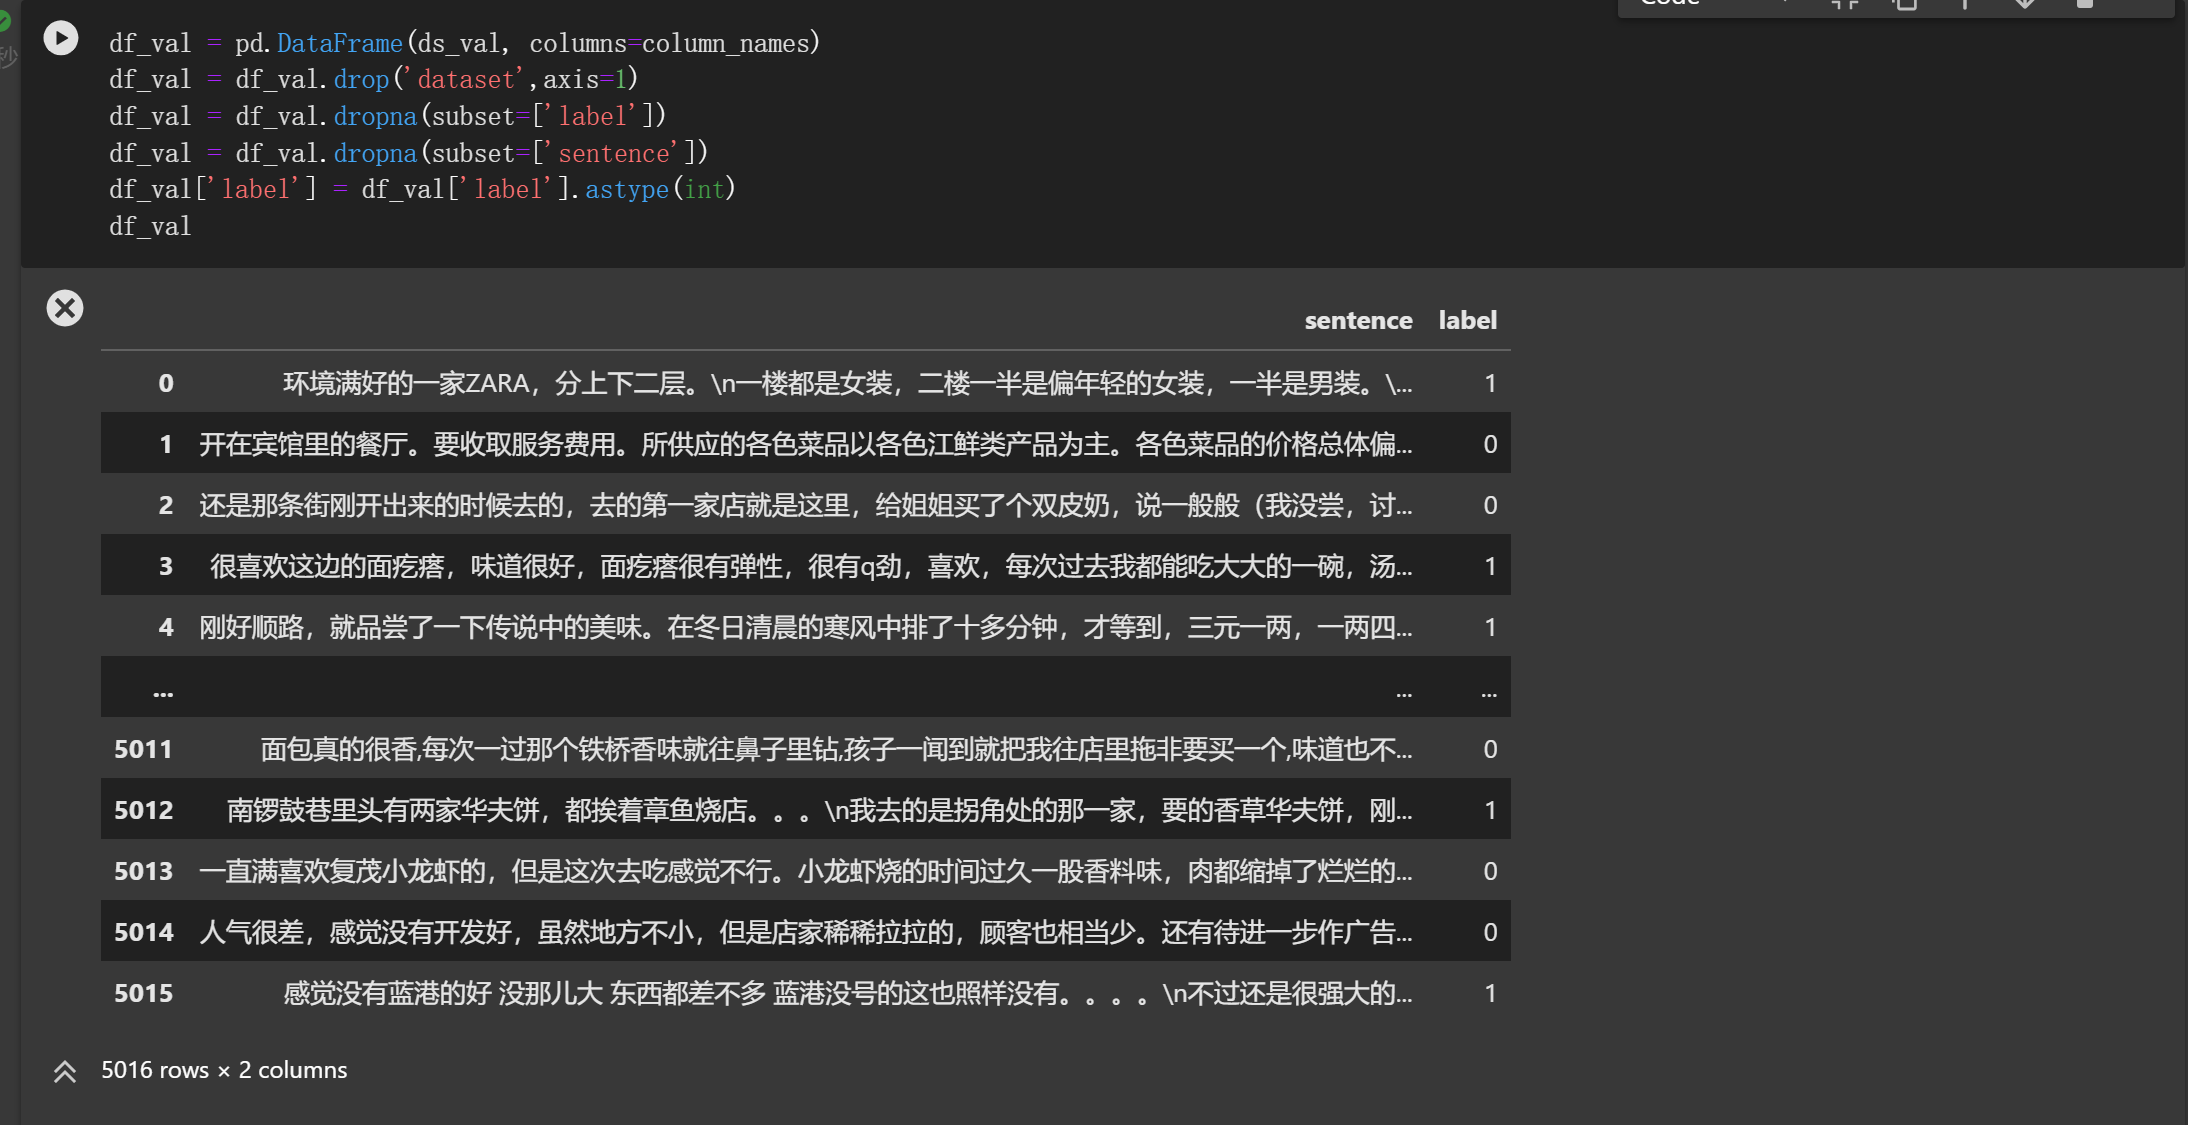 Code
秒
df_val = pd.DataFrame(ds_val, columns=column_names)
df_val = df_val.drop('dataset',axis=1)
df_val = df_val.dropna(subset=['label'])
df_val = df_val.dropna(subset=['sentence'])
df_val['label'] = df_val['label'].astype(int)
df_val
sentence label
0 环境满好的一家ZARA，分上下二层。\n一楼都是女装，二楼一半是偏年轻的女装，一半是男装。\... 1
1 开在宾馆里的餐厅。要收取服务费用。所供应的各色菜品以各色江鲜类产品为主。各色菜品的价格总体偏... 0
2 还是那条街刚开出来的时候去的，去的第一家店就是这里，给姐姐买了个双皮奶，说一般般（我没尝，讨... 0
3 很喜欢这边的面疙瘩，味道很好，面疙瘩很有弹性，很有q劲，喜欢，每次过去我都能吃大大的一碗，汤... 1
4 刚好顺路，就品尝了一下传说中的美味。在冬日清晨的寒风中排了十多分钟，才等到，三元一两，一两四... 1
... ... ...
5011 面包真的很香,每次一过那个铁桥香味就往鼻子里钻,孩子一闻到就把我往店里拖非要买一个,味道也不... 0
5012 南锣鼓巷里头有两家华夫饼，都挨着章鱼烧店。。。\n我去的是拐角处的那一家，要的香草华夫饼，刚... 1
5013 一直满喜欢复茂小龙虾的，但是这次去吃感觉不行。小龙虾烧的时间过久一股香料味，肉都缩掉了烂烂的... 0
5014 人气很差，感觉没有开发好，虽然地方不小，但是店家稀稀拉拉的，顾客也相当少。还有待进一步作广告... 0
5015 感觉没有蓝港的好 没那儿大 东西都差不多 蓝港没号的这也照样没有。。。。\n不过还是很强大的... 1
5016 rows × 2 columns